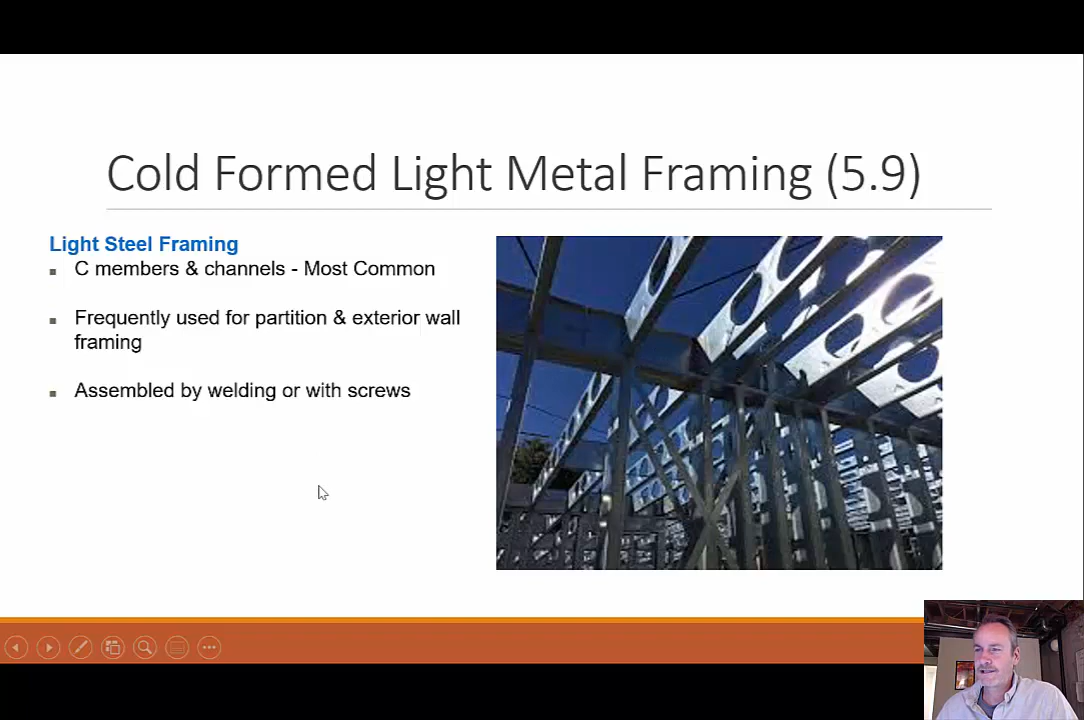 Cold Formed Light Metal Framing (5.9)
Light Steel Framing
▪ C members & channels - Most Common
▪ Frequently used for partition & exterior wall
framing
▪ Assembled by welding or with screws